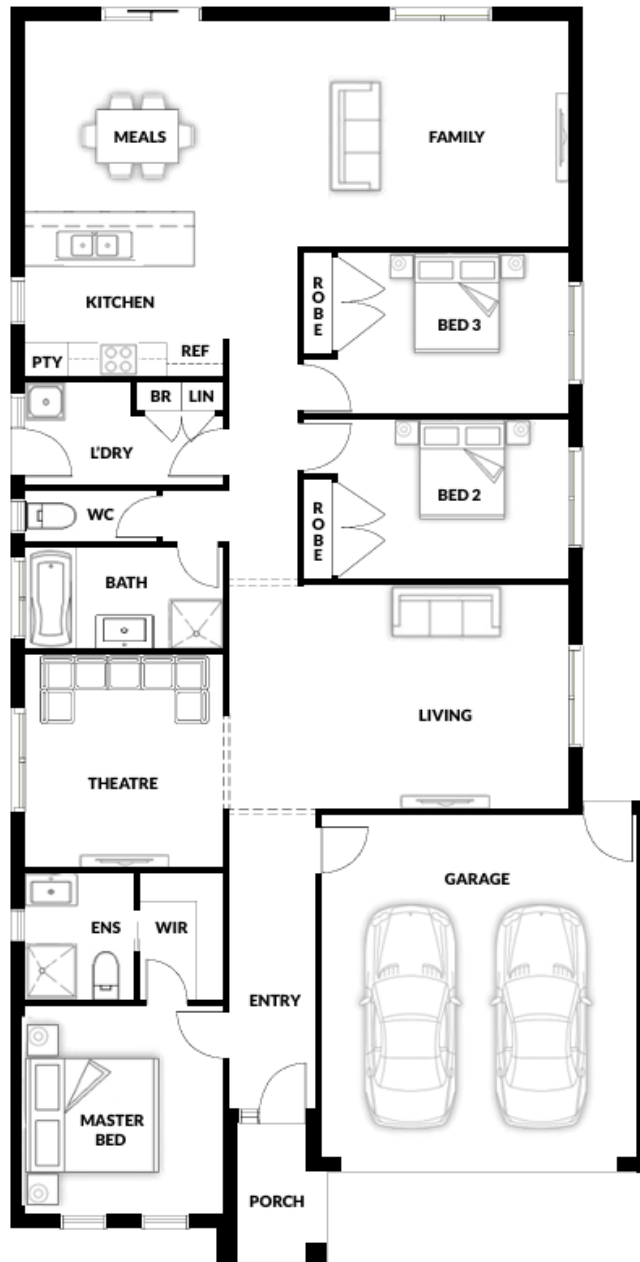 MEALS
FAMILY
KITCHEN
ROBE
BED 3
PTY
REF
BR
LIN
L'DRY
BED 2
ROBE
WC
BATH
LIVING
THEATRE
GARAGE
ENS
WIR
ENTRY
MASTER
BED
PORCH